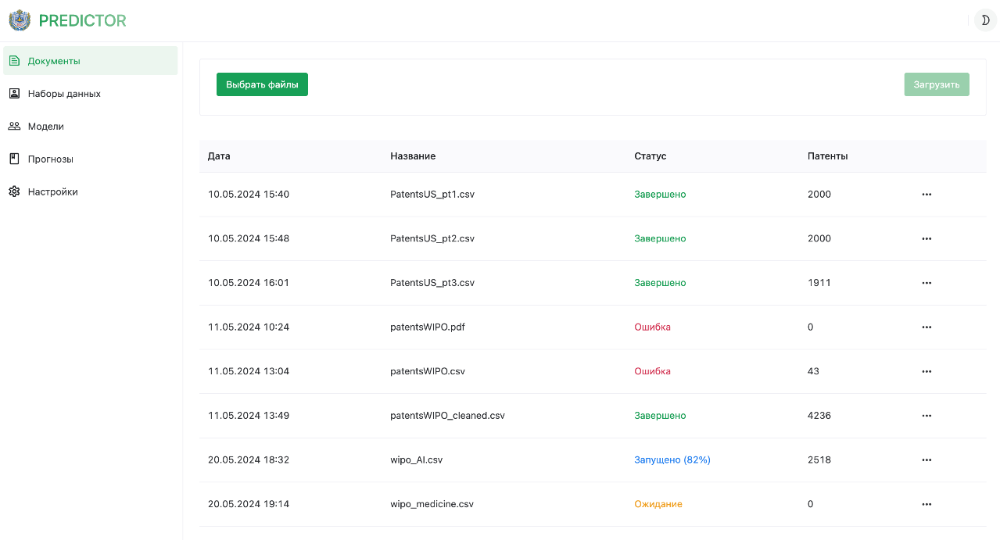 PREDICTOR
Документы
Наборы данных
Модели
Прогнозы
Настройки
Выбрать файлы Загрузить
Дата Название Статус Патенты
10.05.2024 15:40 PatentsUS_pt1.csv Завершено 2000 •••
10.05.2024 15:48 PatentsUS_pt2.csv Завершено 2000 •••
10.05.2024 16:01 PatentsUS_pt3.csv Завершено 1911 •••
11.05.2024 10:24 patentsWIPO.pdf Ошибка 0 •••
11.05.2024 13:04 patentsWIPO.csv Ошибка 43 •••
11.05.2024 13:49 patentsWIPO_cleaned.csv Завершено 4236 •••
20.05.2024 18:32 wipo_AI.csv Запущено (82%) 2518 •••
20.05.2024 19:14 wipo_medicine.csv Ожидание 0 •••